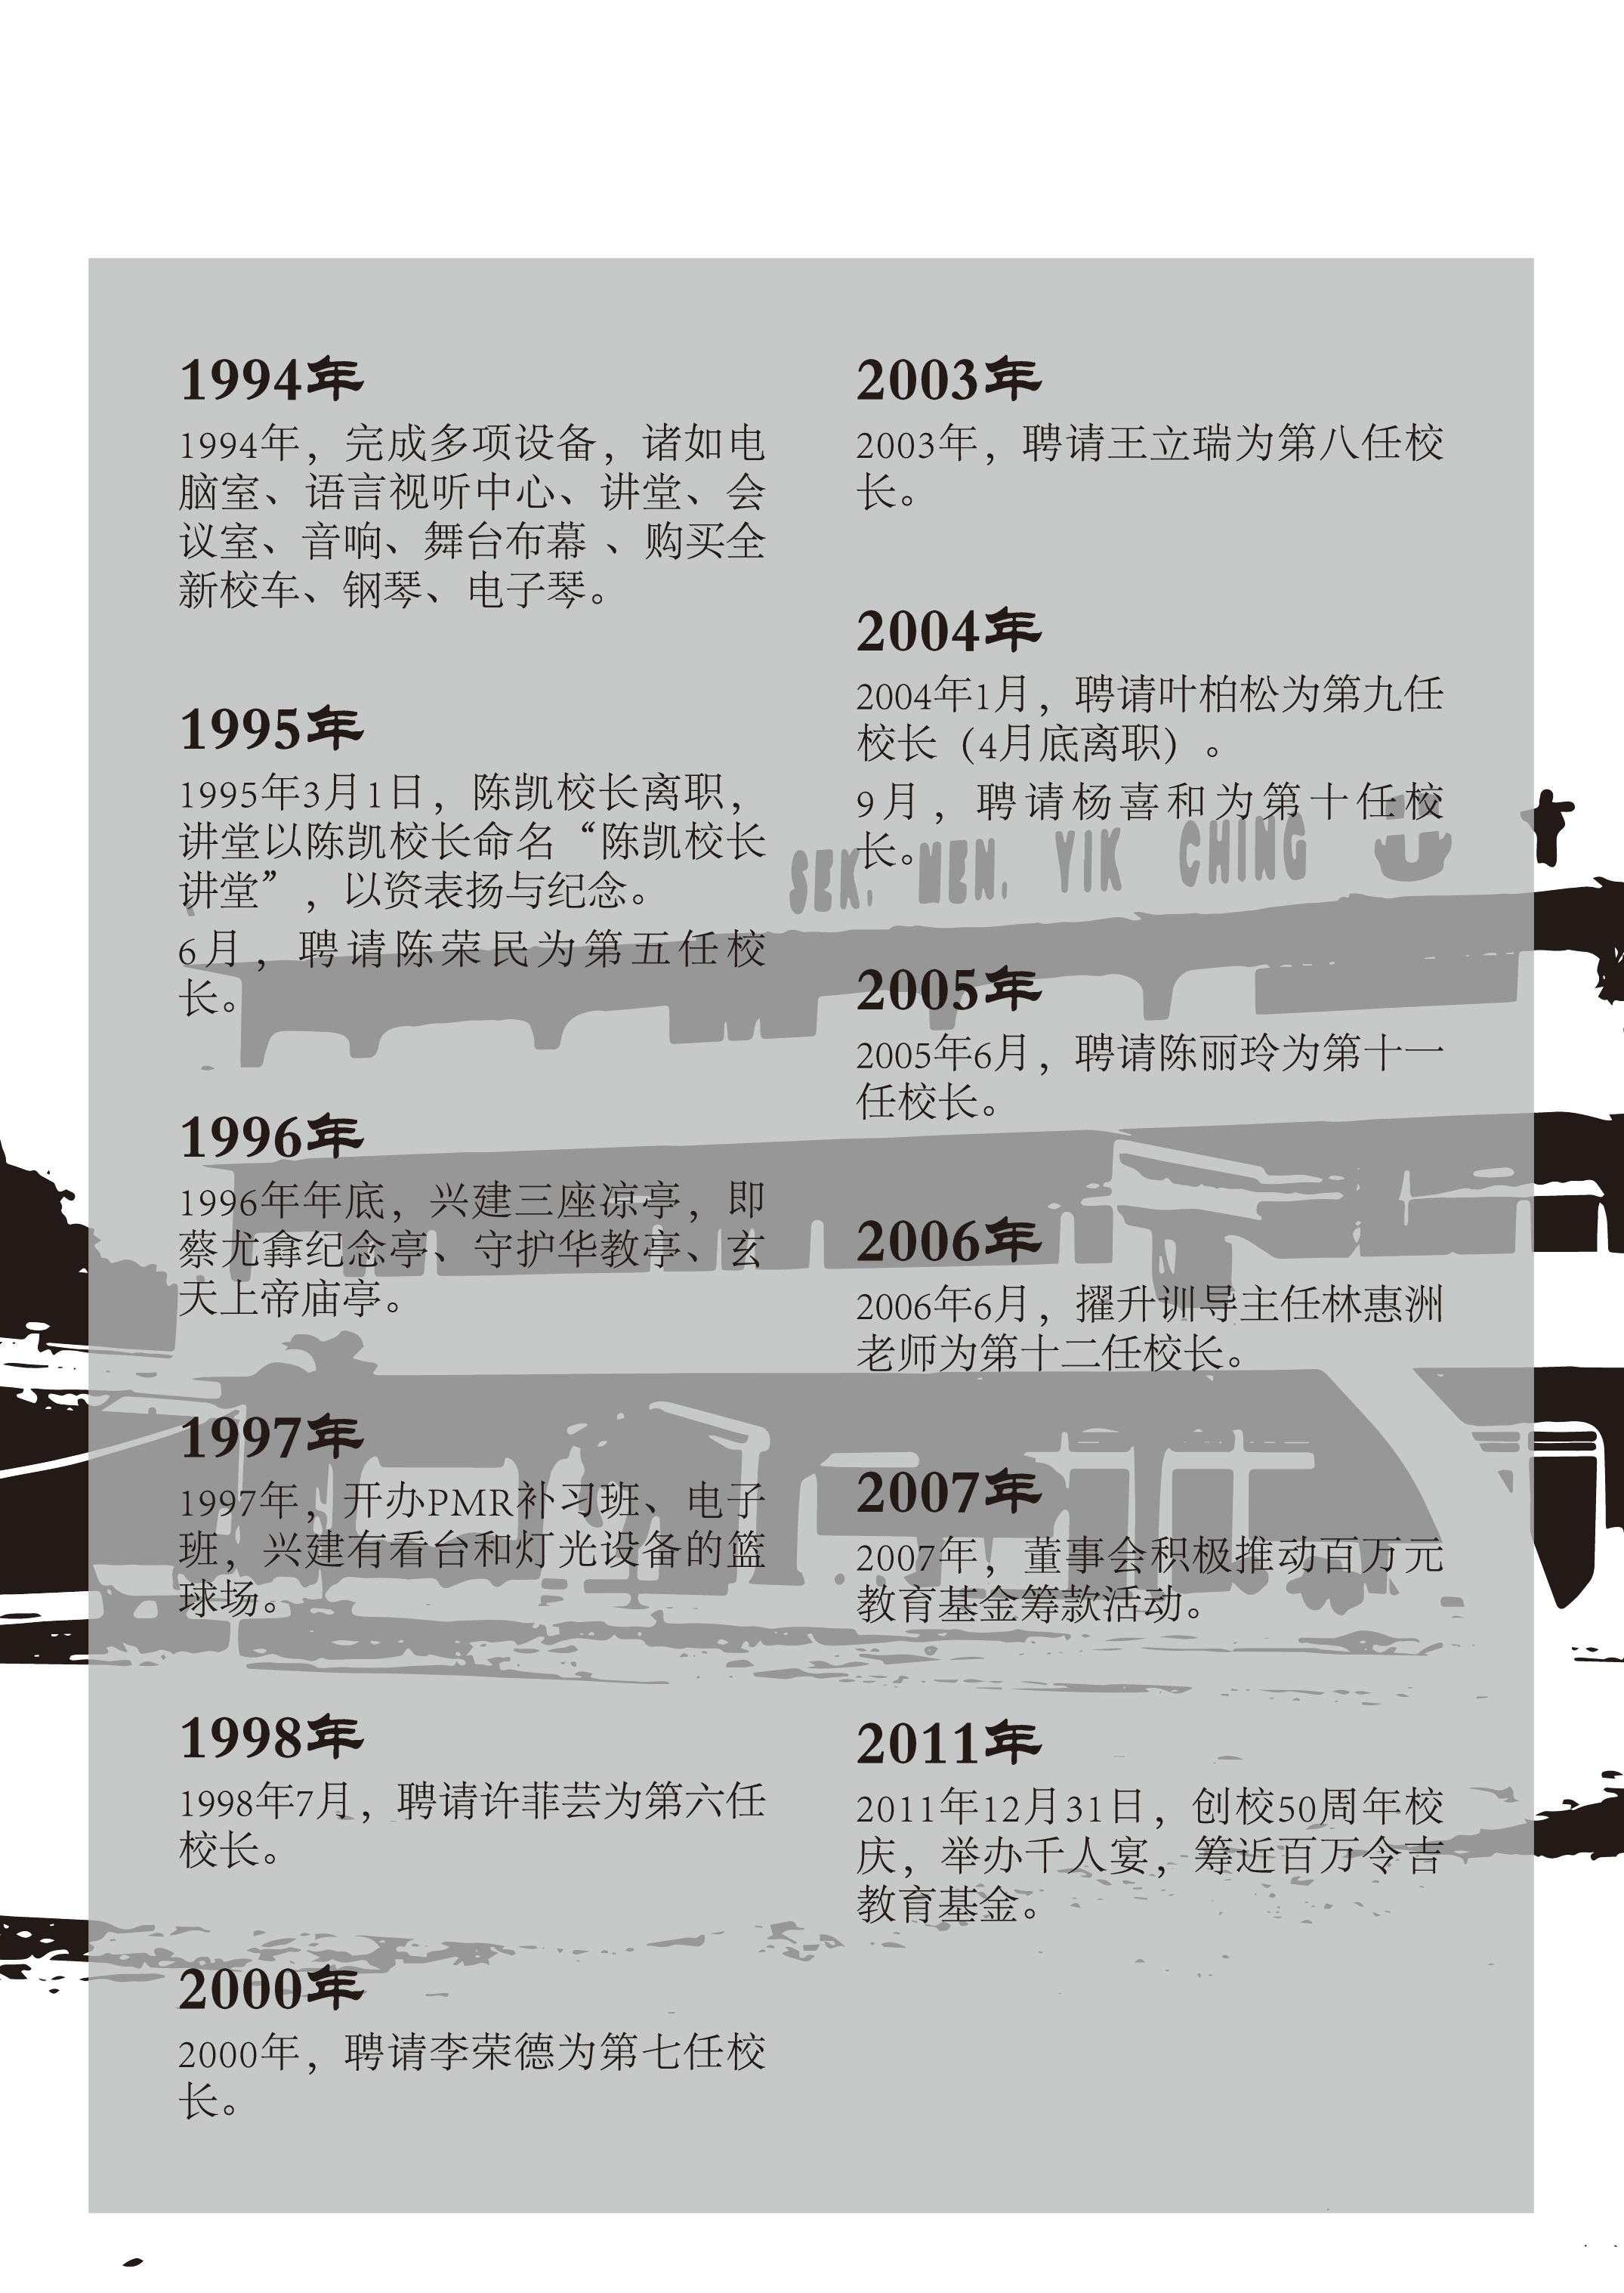 1994年
1994年，完成多项设备，诸如电
脑室、语言视听中心、讲堂、会
议室、音响、舞台布幕 、购买全
新校车、钢琴、电子琴。
1995年
1995年3月1日，陈凯校长离职，
讲堂以陈凯校长命名“陈凯校长
讲堂”，以资表扬与纪念。
6月，聘请陈荣民为第五任校
长。
1996年
1996年年底，兴建三座凉亭，即
蔡尤龕纪念亭、守护华教亭、玄
天上帝庙亭。
1997年
1997年，开办PMR补习班、电子
班，兴建有看台和灯光设备的篮
球场。
1998年
1998年7月，聘请许菲芸为第六任
校长。
2000年
2000年，聘请李荣德为第七任校
长。
2003年
2003年，聘请王立瑞为第八任校
长。
2004年
2004年1月，聘请叶柏松为第九任
校长（4月底离职）。
9月，聘请杨喜和为第十任校
长。
SEK. MEN. YIK CHING
2005年
2005年6月，聘请陈丽玲为第十一
任校长。
2006年
2006年6月，擢升训导主任林惠洲
老师为第十二任校长。
2007年
2007年，董事会积极推动百万元
教育基金筹款活动。
2011年
2011年12月31日，创校50周年校
庆，举办千人宴，筹近百万令吉
教育基金。